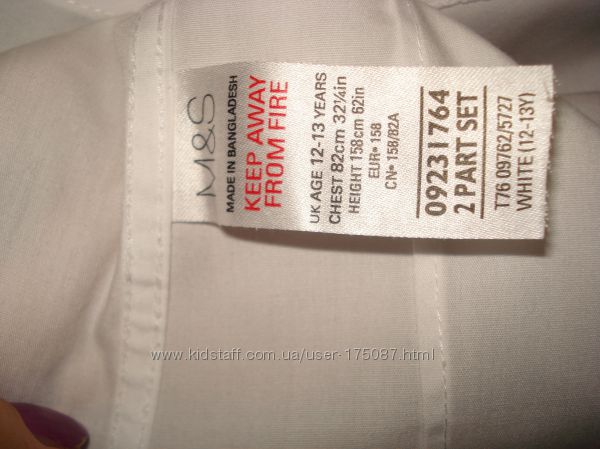 M&S
MADE IN BANGLADESH
KEEP AWAY
FROM FIRE
UK AGE 12-13 YEARS
CHEST 82cm 32¼in
HEIGHT 158cm 62in
EUR• 158
CN• 158/82A
09231764
2 PART SET
T76 09762/5727
WHITE (12-13Y)
www.kidstaff.com.ua/user-175087.html